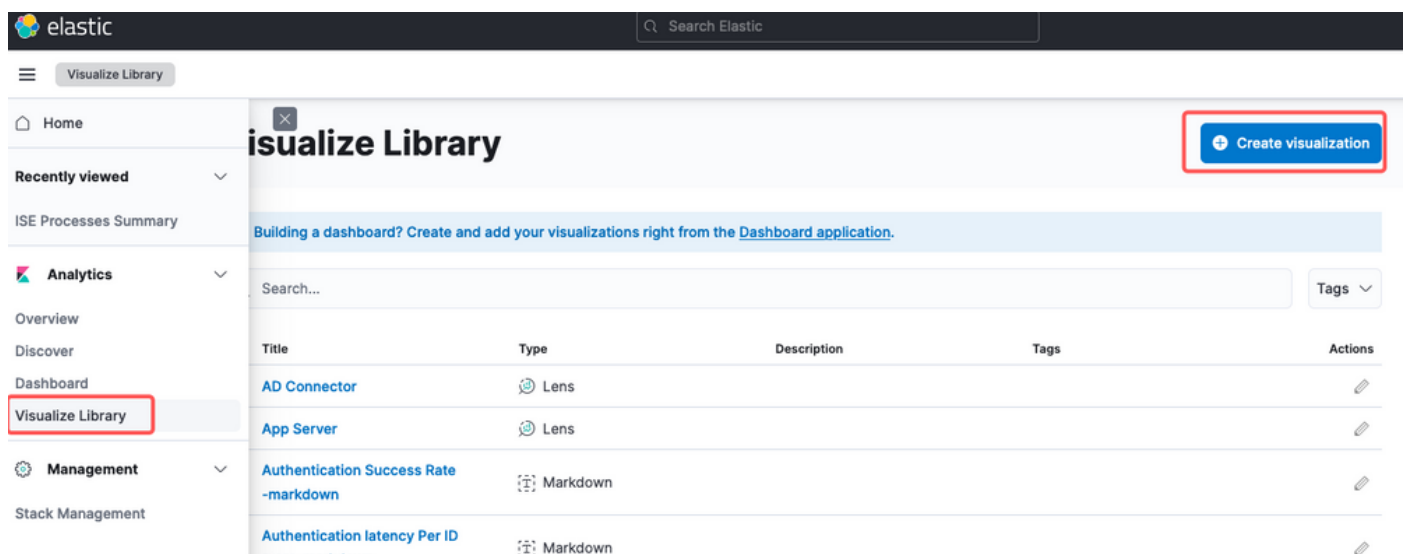 elastic
Search Elastic
Visualize Library
Home
isualize Library
Create visualization
Recently viewed
ISE Processes Summary
Building a dashboard? Create and add your visualizations right from the Dashboard application.
Analytics
Search...
Tags
Overview
Discover
Title Type Description Tags Actions
Dashboard
AD Connector Lens
Visualize Library
App Server Lens
Management
Authentication Success Rate
-markdown
Markdown
Stack Management
Authentication latency Per ID
Markdown